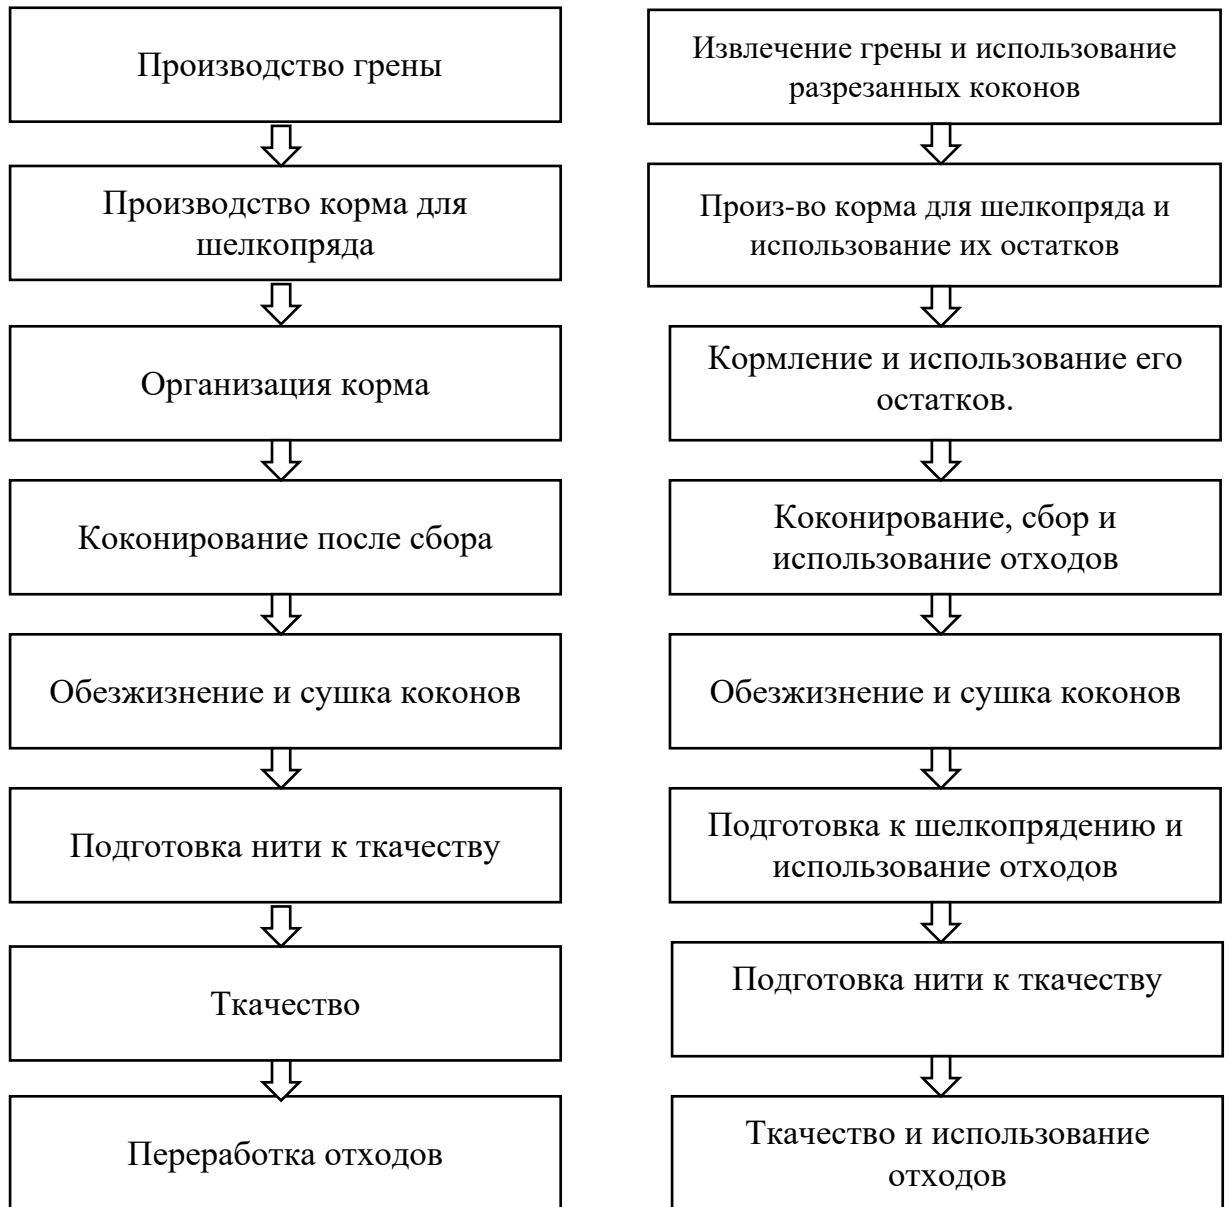 Производство грены
Производство корма для
шелкопряда
Организация корма
Коконирование после сбора
Обезжизнение и сушка коконов
Подготовка нити к ткачеству
Ткачество
Переработка отходов
Извлечение грены и использование
разрезанных коконов
Произ-во корма для шелкопряда и
использование их остатков
Кормление и использование его
остатков.
Коконирование, сбор и
использование отходов
Обезжизнение и сушка коконов
Подготовка к шелкопрядению и
использование отходов
Подготовка нити к ткачеству
Ткачество и использование
отходов